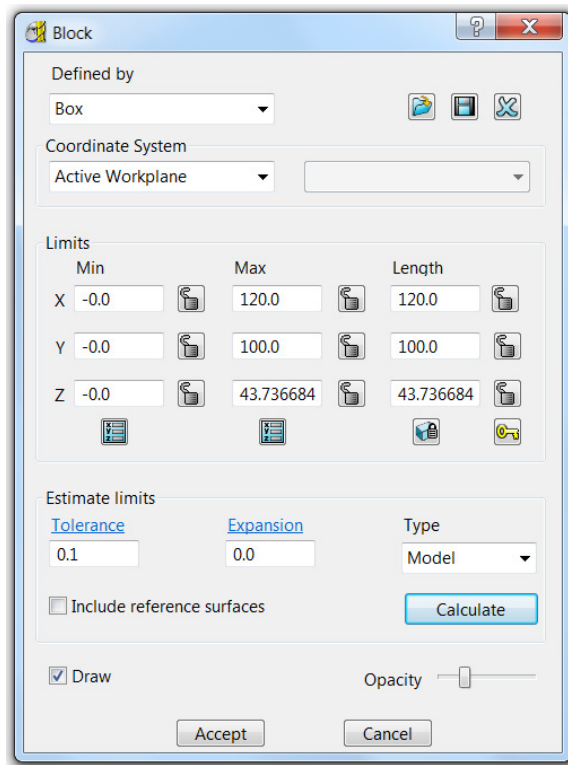 Block
Defined by
Box
Coordinate System
Active Workplane
Limits
Min Max Length
X -0.0 120.0 120.0
Y -0.0 100.0 100.0
Z -0.0 43.736684 43.736684
Estimate limits
Tolerance Expansion Type
0.1 0.0 Model
Include reference surfaces Calculate
Draw Opacity
Accept Cancel